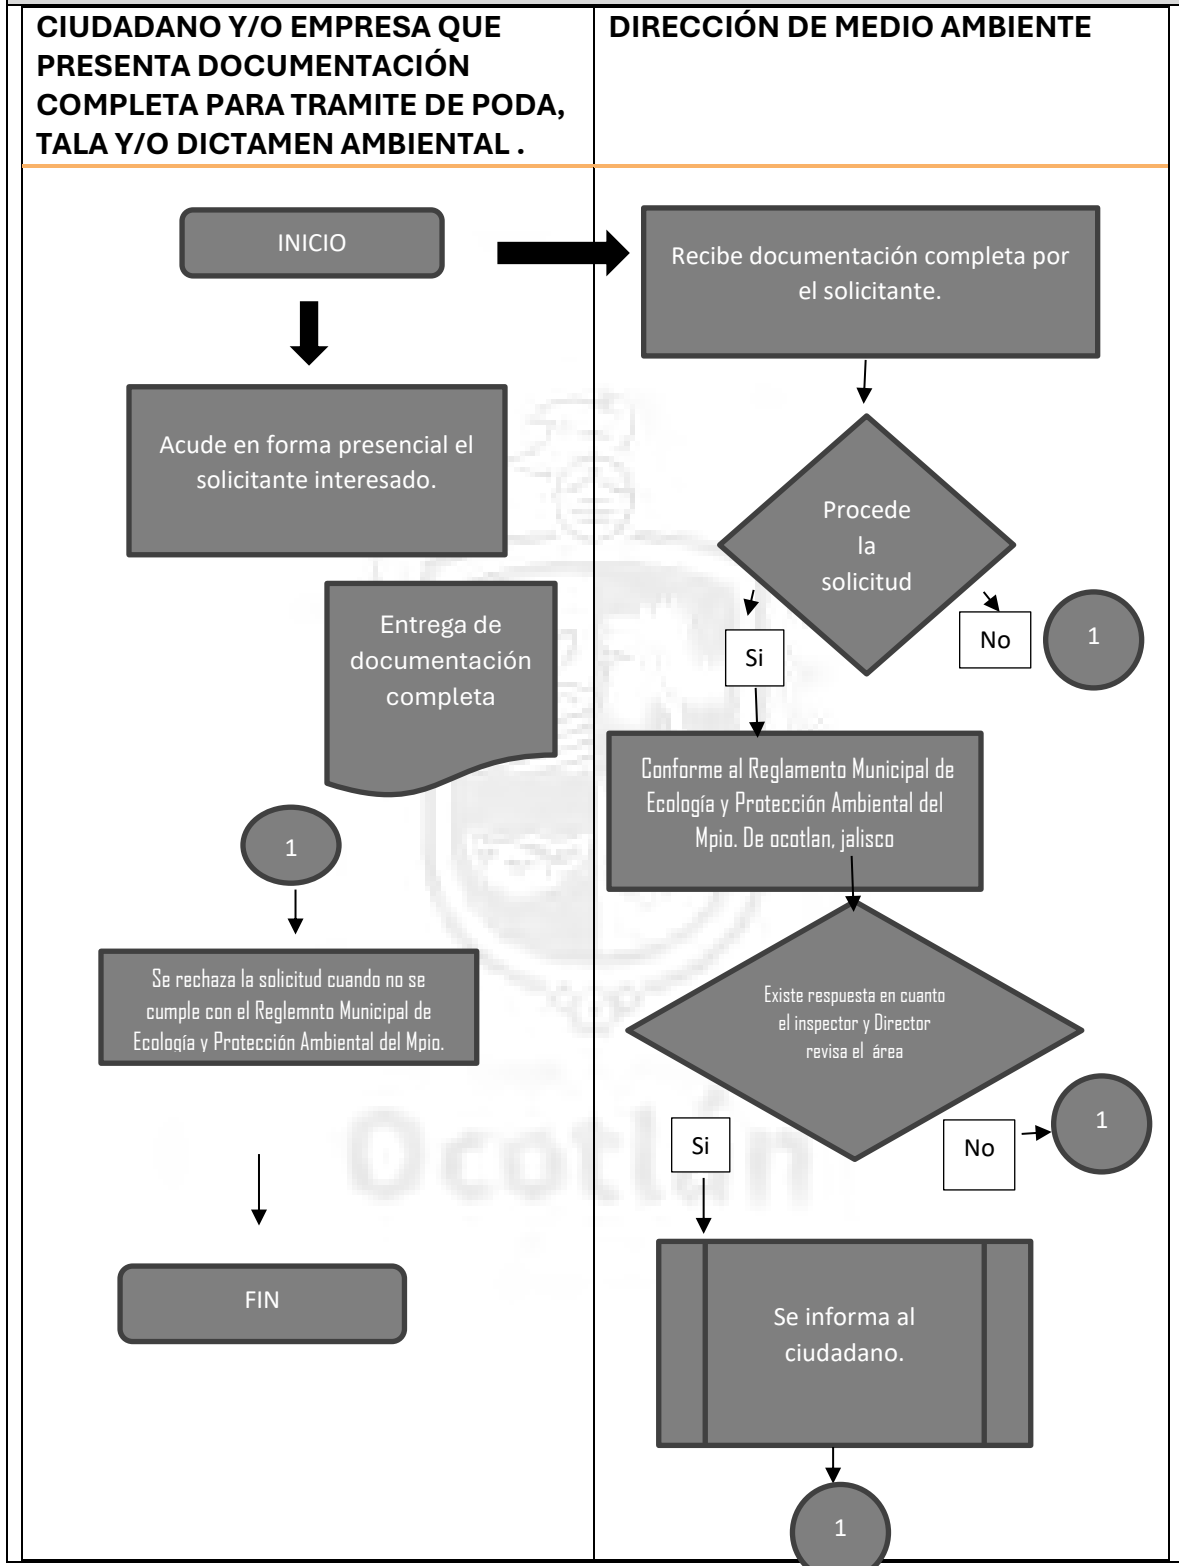 CIUDADANO Y/O EMPRESA QUE
PRESENTA DOCUMENTACIÓN
COMPLETA PARA TRAMITE DE PODA,
TALA Y/O DICTAMEN AMBIENTAL .
DIRECCIÓN DE MEDIO AMBIENTE
INICIO
Acude en forma presencial el
solicitante interesado.
Entrega de
documentación
completa
1
Se rechaza la solicitud cuando no se
cumple con el Reglemnto Municipal de
Ecología y Protección Ambiental del Mpio.
FIN
Recibe documentación completa por
el solicitante.
Procede
la
solicitud
Si
No
1
Conforme al Reglamento Municipal de
Ecología y Protección Ambiental del
Mpio. De ocotlan, jalisco
Existe respuesta en cuanto
el inspector y Director
revisa el área
Si
No
1
Se informa al
ciudadano.
1
Ocotlán